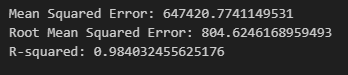 Mean Squared Error: 647420.7741149531
Root Mean Squared Error: 804.6246168959493
R-squared: 0.984032455625176